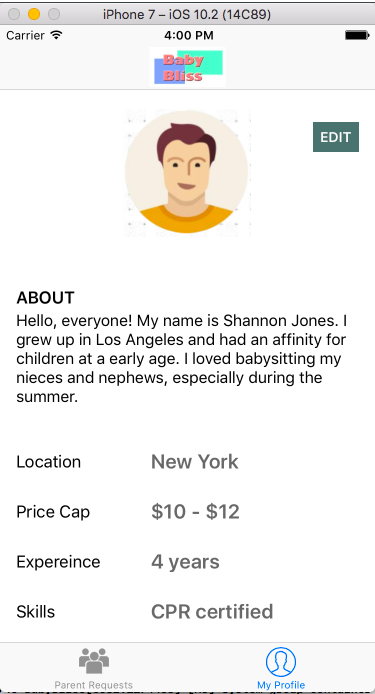 iPhone 7 – iOS 10.2 (14C89)
Carrier 4:00 PM
Baby
Bliss
EDIT
ABOUT
Hello, everyone! My name is Shannon Jones. I
grew up in Los Angeles and had an affinity for
children at a early age. I loved babysitting my
nieces and nephews, especially during the
summer.
Location New York
Price Cap $10 - $12
Expereince 4 years
Skills CPR certified
Parent Requests My Profile